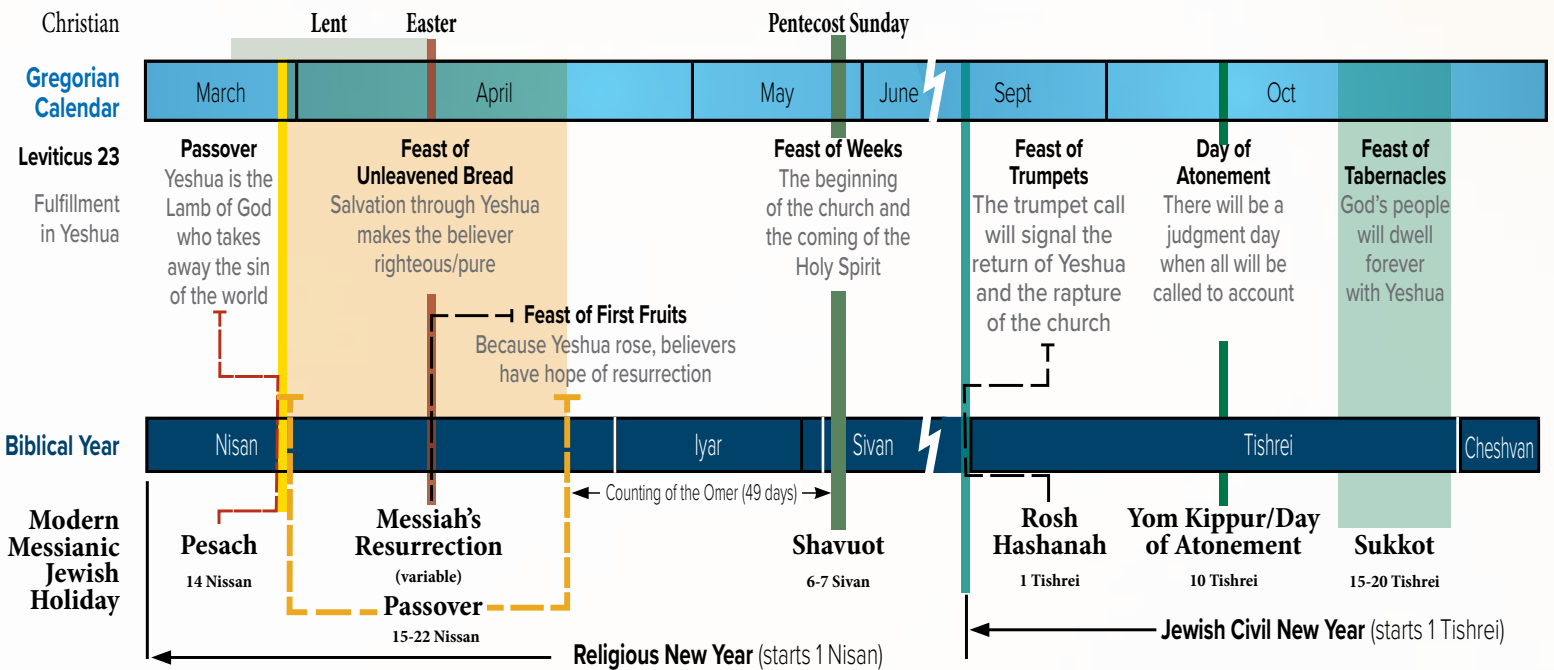 Christian
Lent
Easter
Pentecost Sunday
Gregorian
Calendar
March
April
May
June
Sept
Oct
Leviticus 23
Fulfillment
in Yeshua
Passover
Yeshua is the
Lamb of God
who takes
away the sin
of the world
Feast of
Unleavened Bread
Salvation through Yeshua
makes the believer
righteous/pure
Feast of First Fruits
Because Yeshua rose, believers
have hope of resurrection
Feast of Weeks
The beginning
of the church and
the coming of the
Holy Spirit
Feast of
Trumpets
The trumpet call
will signal the
return of Yeshua
and the rapture
of the church
Day of
Atonement
There will be a
judgment day
when all will be
called to account
Feast of
Tabernacles
God's people
will dwell
forever
with Yeshua
Biblical Year
Nisan
Iyar
Sivan
Tishrei
Cheshvan
Counting of the Omer (49 days)
Modern
Messianic
Jewish
Holiday
Pesach
14 Nissan
Messiah's
Resurrection
(variable)
Passover
15-22 Nissan
Shavuot
6-7 Sivan
Rosh
Hashanah
1 Tishrei
Yom Kippur/Day
of Atonement
10 Tishrei
Sukkot
15-20 Tishrei
Jewish Civil New Year (starts 1 Tishrei)
Religious New Year (starts 1 Nisan)